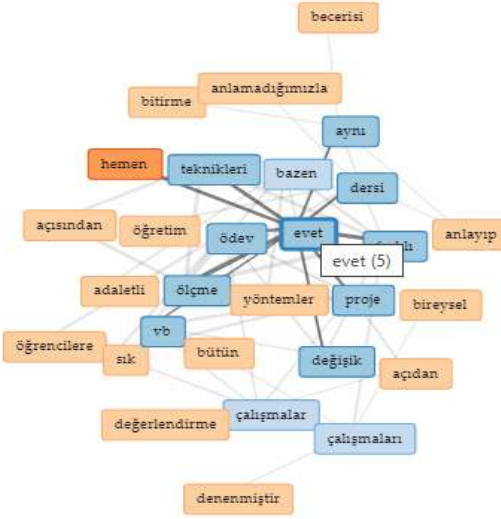 becerisi
anlamadığımızla
bitirme
aynı
hemen
teknikleri
bazen
dersi
açısından
öğretim
ödev
evet
anlayıp
evet (5)
adaletli
ölçme
yöntemler
proje
bireysel
vb
öğrencilere
sık
bütün
değişik
açıdan
çalışmalar
değerlendirme
çalışmaları
denenmiştir